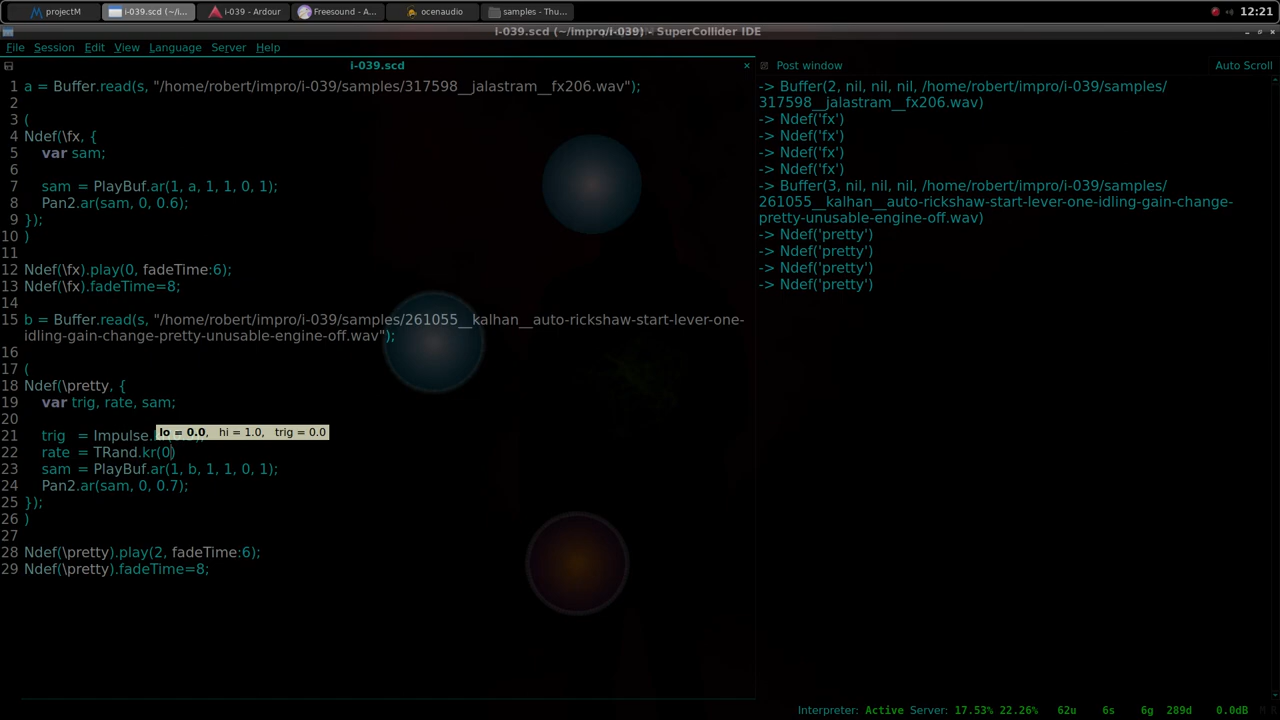 projectM
i-039.scd (~/i...
i-039 - Ardour
Freesound - A...
ocenaudio
samples - Thu...
12:21
i-039.scd (~/impro/i-039) - SuperCollider IDE
File Session Edit View Language Server Help
i-039.scd
Post window
Auto Scroll
1 a = Buffer.read(s, "/home/robert/impro/i-039/samples/317598__jalastram__fx206.wav");
2
3 (
4 Ndef(\fx, {
5 var sam;
6
7 sam = PlayBuf.ar(1, a, 1, 1, 0, 1);
8 Pan2.ar(sam, 0, 0.6);
9 });
10 )
11
12 Ndef(\fx).play(0, fadeTime:6);
13 Ndef(\fx).fadeTime=8;
14
15 b = Buffer.read(s, "/home/robert/impro/i-039/samples/261055__kalhan__auto-rickshaw-start-lever-one-
idling-gain-change-pretty-unusable-engine-off.wav");
16
17 (
18 Ndef(\pretty, {
19 var trig, rate, sam;
20
21 trig = Impulse.
lo = 0.0, hi = 1.0, trig = 0.0
22 rate = TRand.kr(0)
23 sam = PlayBuf.ar(1, b, 1, 1, 0, 1);
24 Pan2.ar(sam, 0, 0.7);
25 });
26 )
27
28 Ndef(\pretty).play(2, fadeTime:6);
29 Ndef(\pretty).fadeTime=8;
-> Buffer(2, nil, nil, nil, /home/robert/impro/i-039/samples/
317598__jalastram__fx206.wav)
-> Ndef('fx')
-> Ndef('fx')
-> Ndef('fx')
-> Ndef('fx')
-> Buffer(3, nil, nil, nil, /home/robert/impro/i-039/samples/
261055__kalhan__auto-rickshaw-start-lever-one-idling-gain-change-
pretty-unusable-engine-off.wav)
-> Ndef('pretty')
-> Ndef('pretty')
-> Ndef('pretty')
-> Ndef('pretty')
Interpreter: Active Server: 17.53% 22.26% 62u 6s 6g 289d 0.0dB